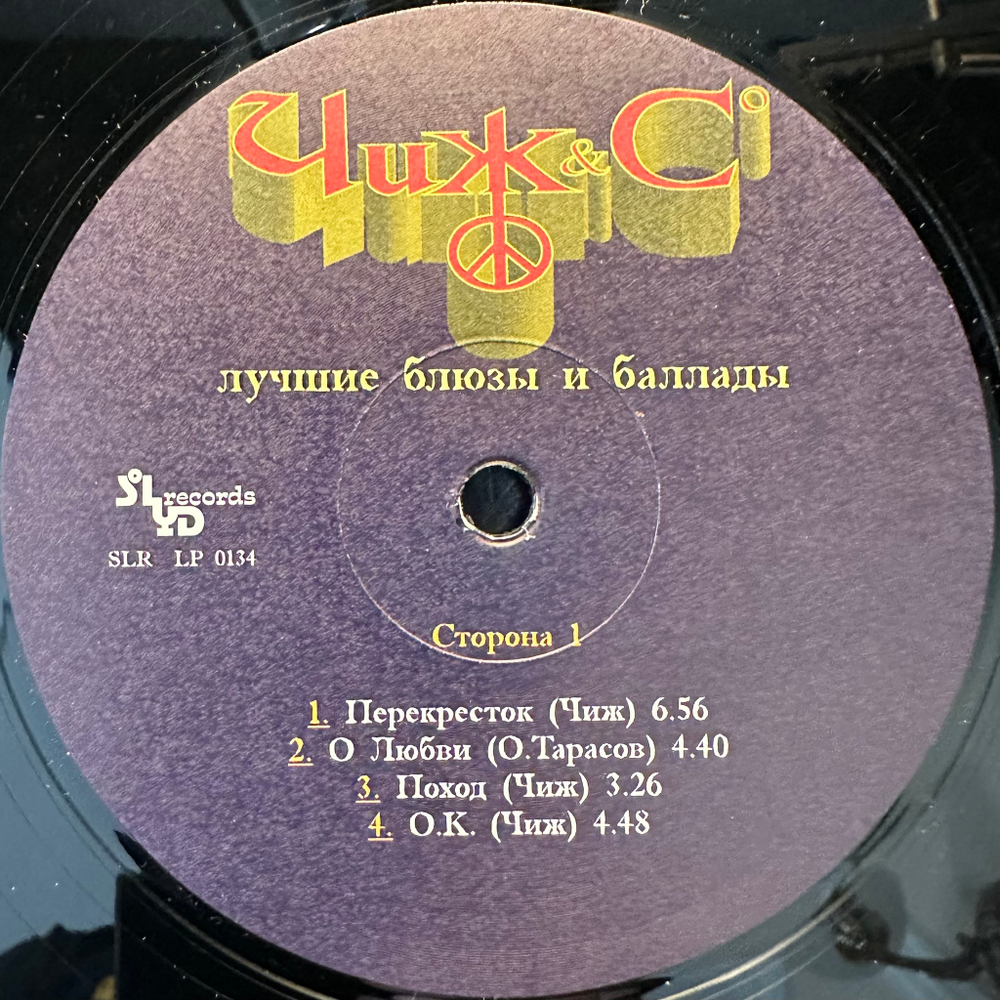 Чиж & Cº
лучшие блюзы и баллады
SoLYD records
SLR LP 0134
Сторона 1
1. Перекресток (Чиж) 6.56
2. О Любви (О.Тарасов) 4.40
3. Поход (Чиж) 3.26
4. О.К. (Чиж) 4.48